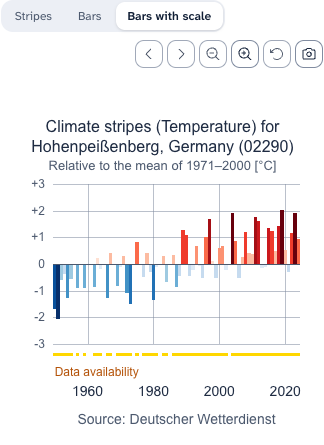 Stripes Bars Bars with scale
Climate stripes (Temperature) for
Hohenpeißenberg, Germany (02290)
Relative to the mean of 1971–2000 [°C]
+3
+2
+1
0
-1
-2
-3
Data availability
1960 1980 2000 2020
Source: Deutscher Wetterdienst